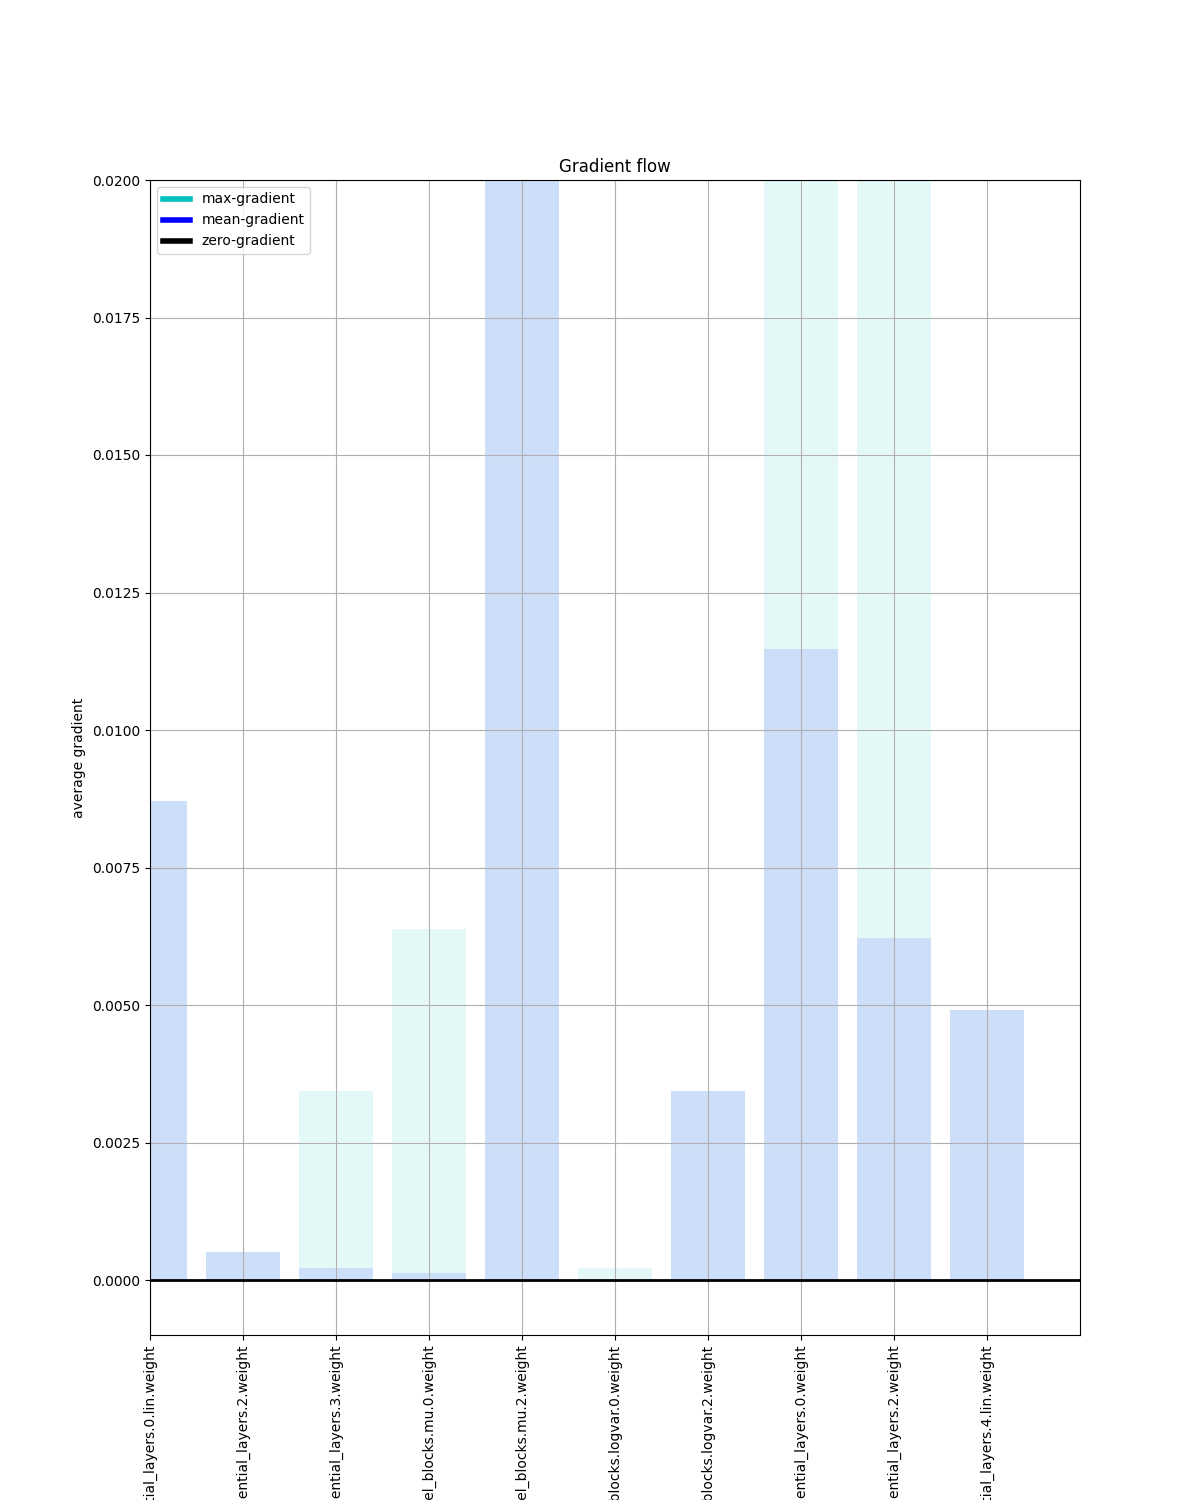 Gradient flow
max-gradient
mean-gradient
zero-gradient
average gradient
0.0200
0.0175
0.0150
0.0125
0.0100
0.0075
0.0050
0.0025
0.0000
tial_layers.0.lin.weight
ential_layers.2.weight
ential_layers.3.weight
el_blocks.mu.0.weight
el_blocks.mu.2.weight
blocks.logvar.0.weight
blocks.logvar.2.weight
ential_layers.0.weight
ential_layers.2.weight
tial_layers.4.lin.weight